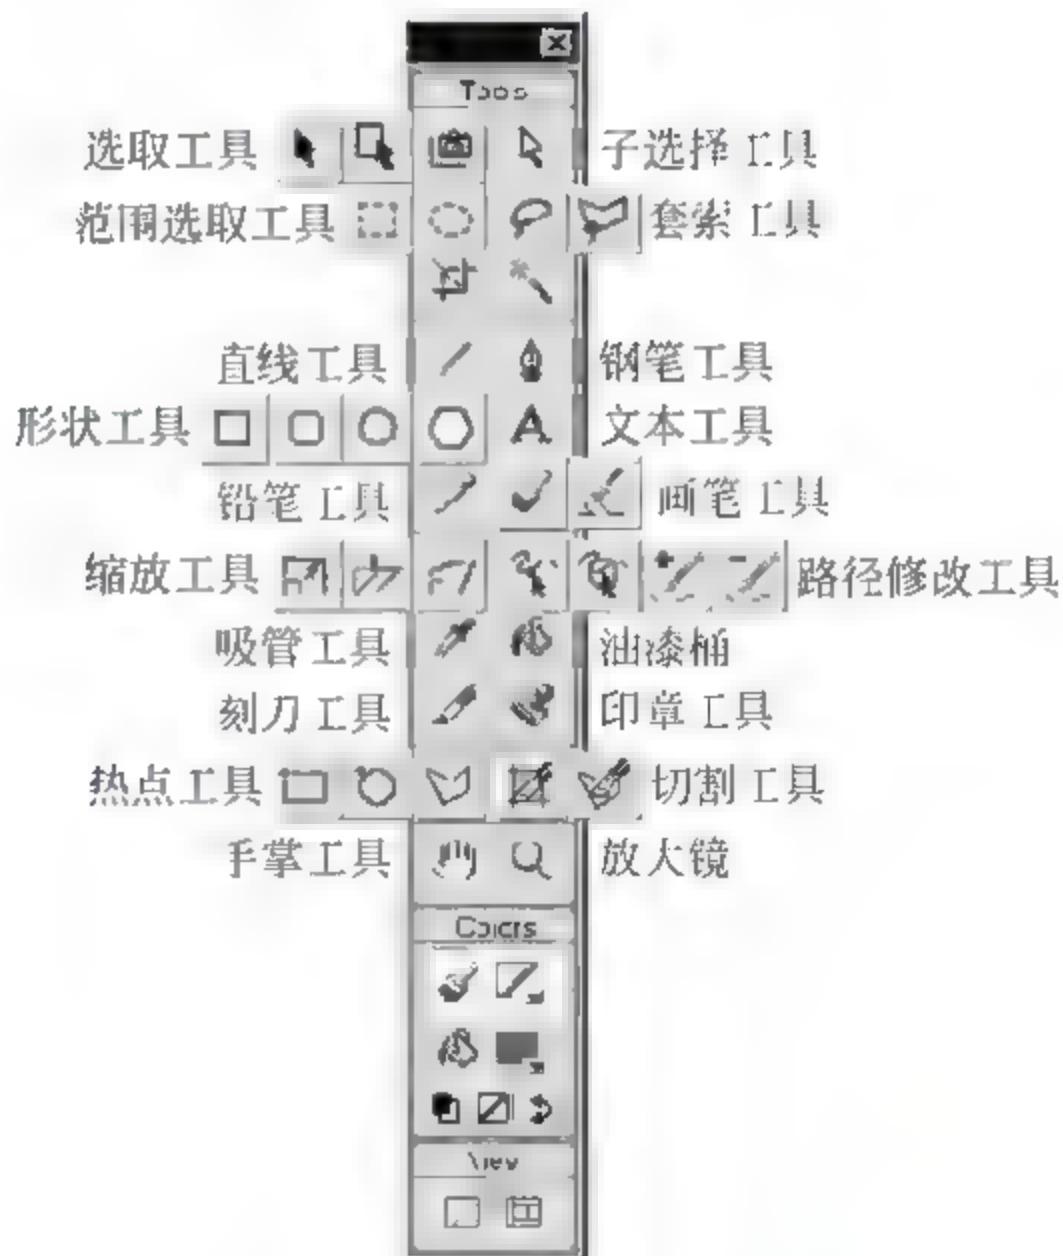 Tools
选取工具 子选择工具
范围选取工具 套索工具
直线工具 钢笔工具
形状工具 文本工具
铅笔工具 画笔工具
缩放工具 路径修改工具
吸管工具 油漆桶
刻刀工具 印章工具
热点工具 切割工具
手掌工具 放大镜
Colors
View